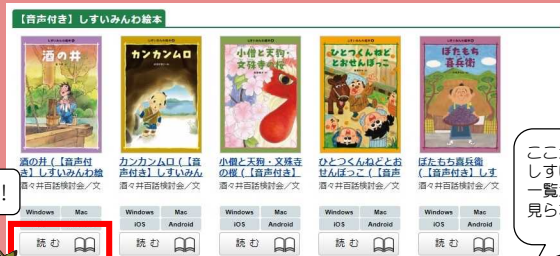 【音声付き】しすいみんわ絵本
酒の井
カンカンムロ
小僧と天狗・
文殊寺の桜
ひとつくんねど
とおせんぼっこ
ぼたもち
喜兵衛
酒の井 (【音声付
き】しすいみんわ絵
酒々井百話検討会／文
カンカンムロ (【音
声付き】しすいみん
酒々井百話検討会／文
小僧と天狗・文殊寺
の桜 (【音声付き】
酒々井百話検討会／文
ひとつくんねどとお
せんぼっこ (【音声
酒々井百話検討会／文
ぼたもち喜兵衛
(【音声付き】しす
酒々井百話検討会／文
Windows Mac
iOS Android
読む
Windows Mac
iOS Android
読む
Windows Mac
iOS Android
読む
Windows Mac
iOS Android
読む
Windows Mac
iOS Android
読む
!
ここ
しすい
一覧
見ら